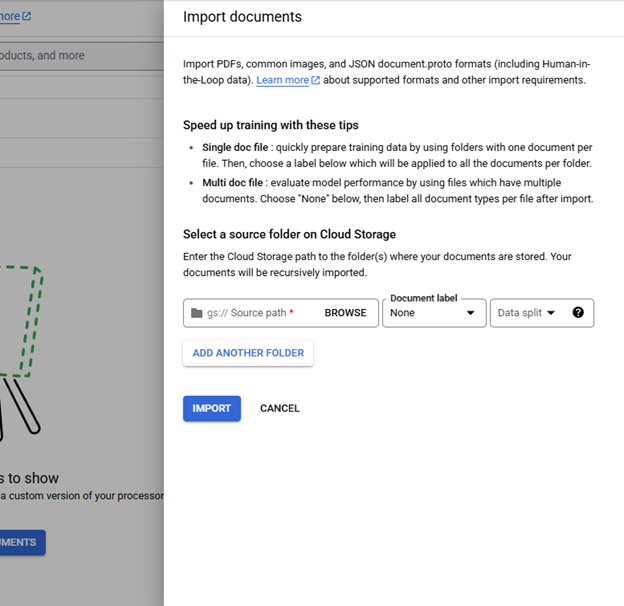 Import documents
more
oducts, and more
Import PDFs, common images, and JSON document.proto formats (including Human-in-
the-Loop data). Learn more about supported formats and other import requirements.
Speed up training with these tips
• Single doc file : quickly prepare training data by using folders with one document per
file. Then, choose a label below which will be applied to all the documents per folder.
• Multi doc file : evaluate model performance by using files which have multiple
documents. Choose "None" below, then label all document types per file after import.
Select a source folder on Cloud Storage
Enter the Cloud Storage path to the folder(s) where your documents are stored. Your
documents will be recursively imported.
Document label
gs:// Source path * BROWSE None Data split
ADD ANOTHER FOLDER
IMPORT CANCEL
s to show
a custom version of your processor
UMENTS